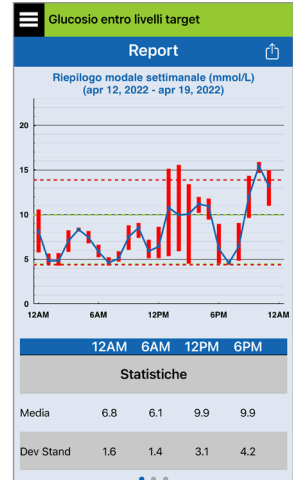 Glucosio entro livelli target
Report
Riepilogo modale settimanale (mmol/L)
(apr 12, 2022 - apr 19, 2022)
20
15
10
5
0
12AM 6AM 12PM 6PM 12AM
12AM 6AM 12PM 6PM
Statistiche
Media 6.8 6.1 9.9 9.9
Dev Stand 1.6 1.4 3.1 4.2